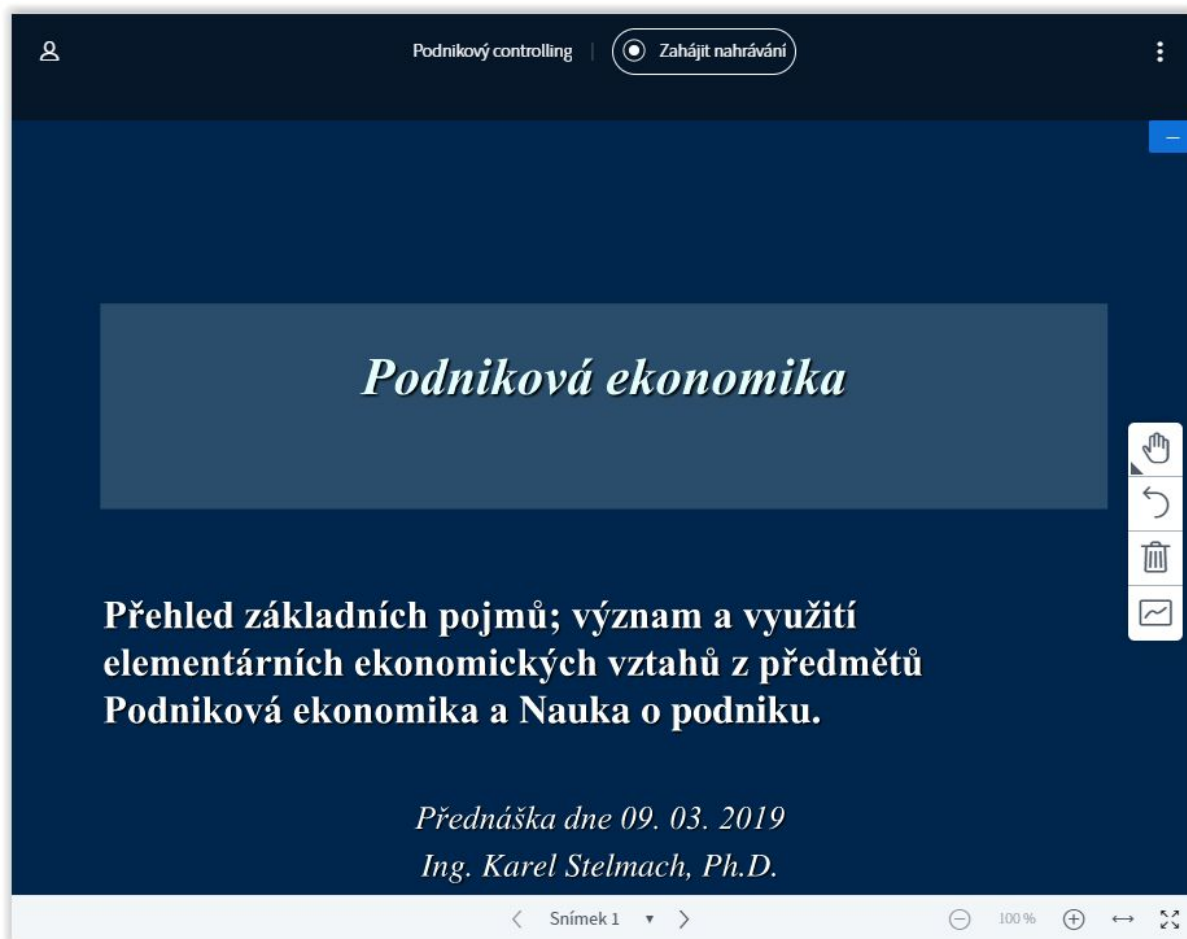 Podnikový controlling
Zahájit nahrávání
Podniková ekonomika
Přehled základních pojmů; význam a využití
elementárních ekonomických vztahů z předmětů
Podniková ekonomika a Nauka o podniku.
Přednáška dne 09. 03. 2019
Ing. Karel Stelmach, Ph.D.
Snímek 1
100 %